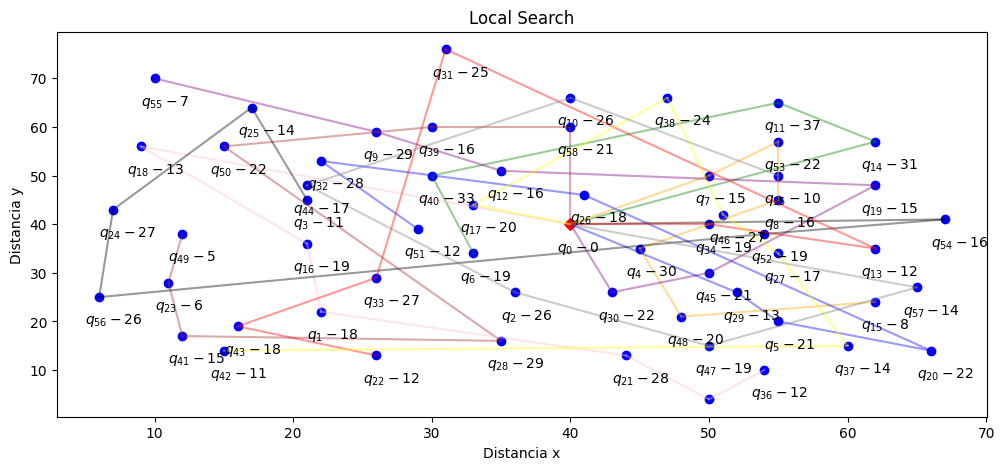 Local Search
Distancia y
70
60
50
40
30
20
10
q31 − 25
q55 − 7
q10 − 26
q38 − 24
q11 − 37
q25 − 14
q9 − 29
q39 − 16
q58 − 21
q53 − 22
q14 − 31
q18 − 13
q50 − 22
q32 − 28
q12 − 16
q40 − 33
q7 − 15
q35 − 10
q19 − 15
q44 − 17
q3 − 11
q26 − 18
q8 − 16
q24 − 27
q17 − 20
q46 − 27
q49 − 5
q51 − 12
q0 − 0
q34 − 19
q52 − 19
q54 − 16
q16 − 19
q6 − 19
q4 − 30
q27 − 17
q13 − 12
q23 − 6
q33 − 27
q45 − 21
q56 − 26
q1 − 18
q2 − 26
q30 − 22
q29 − 13
q15 − 8
q57 − 14
q41 − 15
q43 − 18
q48 − 20
q5 − 21
q42 − 11
q22 − 12
q28 − 29
q21 − 28
q47 − 19
q36 − 12
q37 − 14
q20 − 22
10
20
30
40
50
60
70
Distancia x